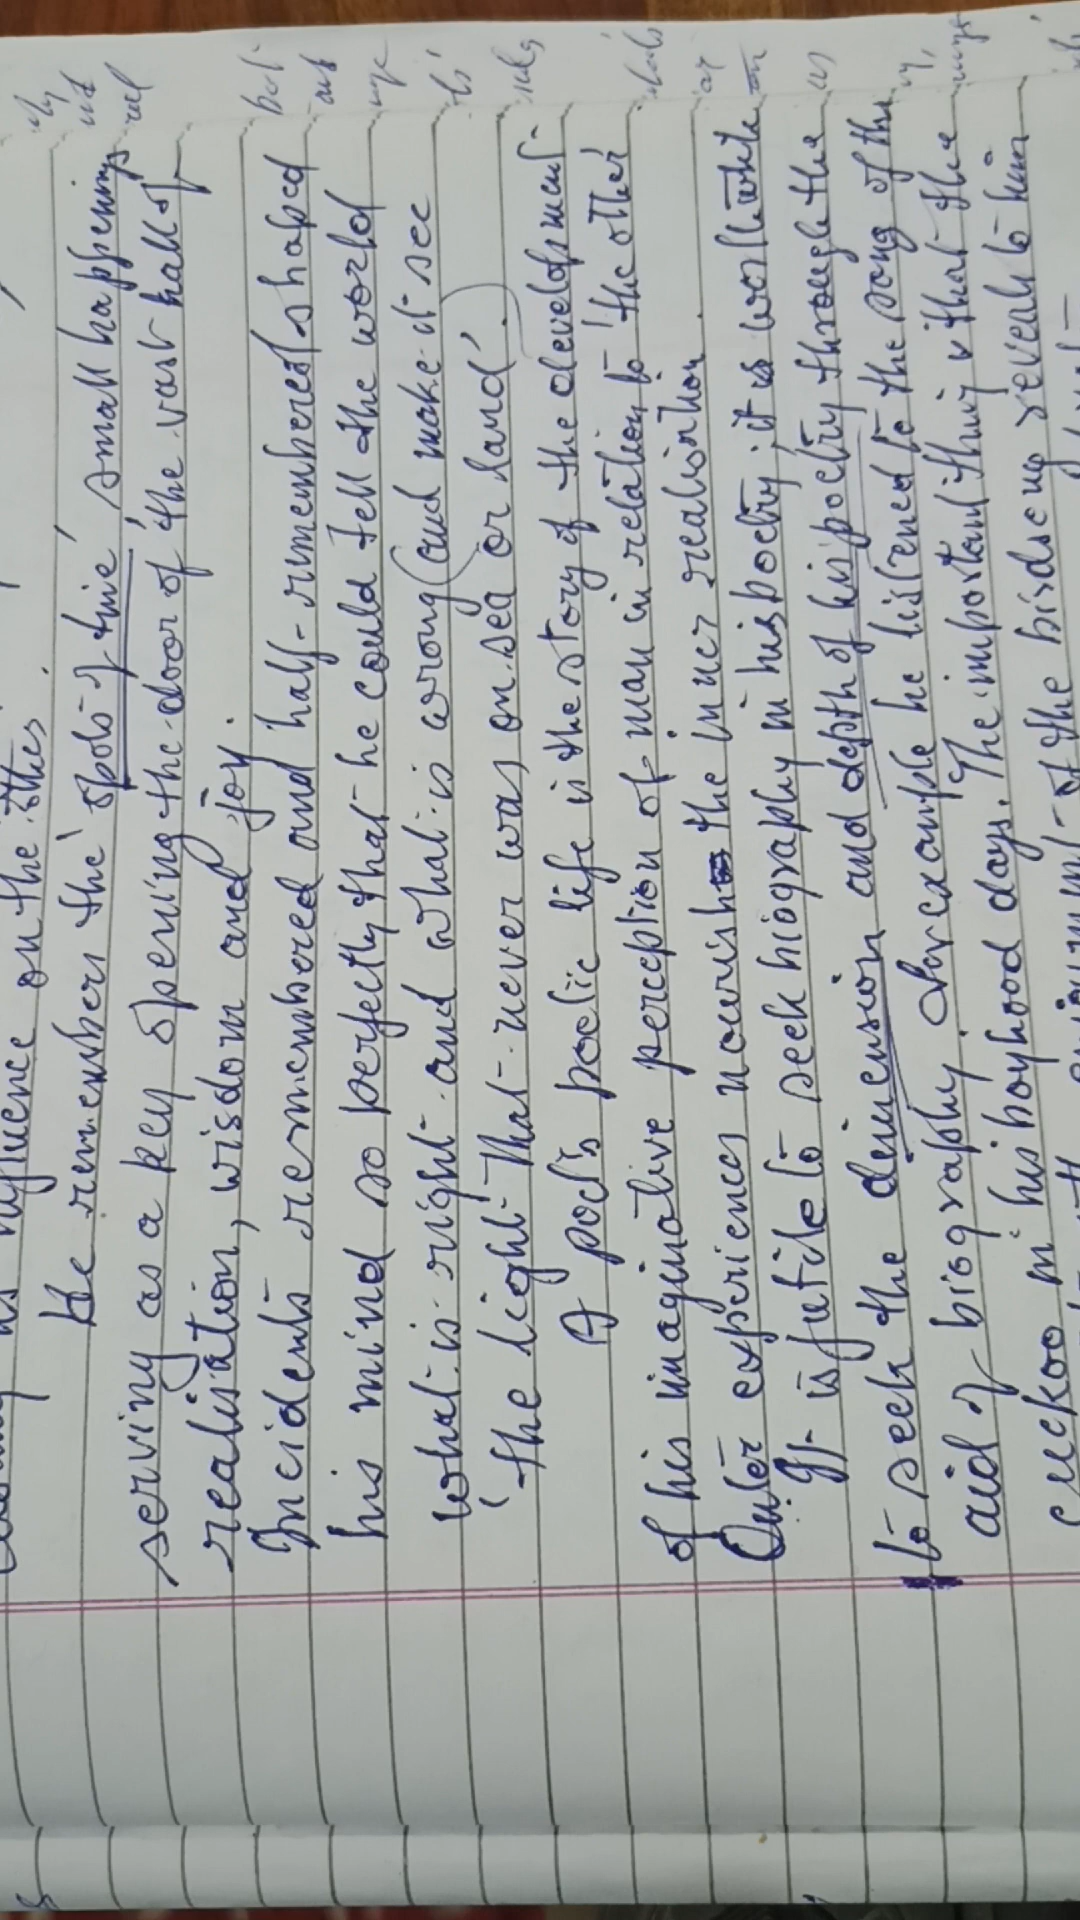 influence on the other
He remembers the 'spots of time' small happenings
serving as a key opening the door of 'the vast hall of
realisation, wisdom and joy.
Incidents remembered and half-remembered shaped
his mind so perfectly that he could tell the world
what is right and what is wrong (and make it see
('the light that never was on sea or land'.)
A poet's poetic life is the story of the development
of his imaginative perception of man in relation to 'the other'
Outer experiences nourish the inner realisation.
It is futile to seek biography in his poetry; it is worthwhile
to seek the dimension and depth of his poetry through the
aid of biography. For example he listened to the song of the
cuckoo in his boyhood days. The important thing is that the
of the birdsong reveals to him